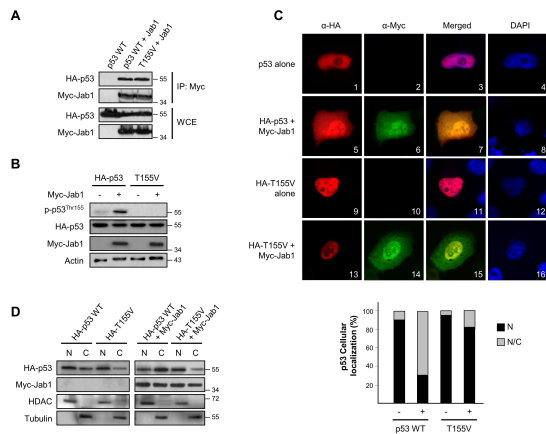 A
p53 WT
p53 WT + Jab1
T155V + Jab1
HA-p53
55
Myc-Jab1
34
IP: Myc
HA-p53
55
Myc-Jab1
34
WCE
B
HA-p53 T155V
Myc-Jab1 - + - +
p-p53Thr155
55
HA-p53
55
Myc-Jab1
34
Actin
43
C
α-HA α-Myc Merged DAPI
p53 alone
1 2 3 4
HA-p53 +
Myc-Jab1
5 6 7 8
HA-T155V
alone
9 10 11 12
HA-T155V +
Myc-Jab1
13 14 15 16
p53 Cellular
localization (%)
100
80
60
40
20
N
N/C
- + - +
p53 WT T155V
D
HA-p53 WT
HA-T155V
HA-p53 WT
+ Myc-Jab1
HA-T155V
+ Myc-Jab1
N C N C N C N C
HA-p53
55
Myc-Jab1
34
HDAC
72
Tubulin
55